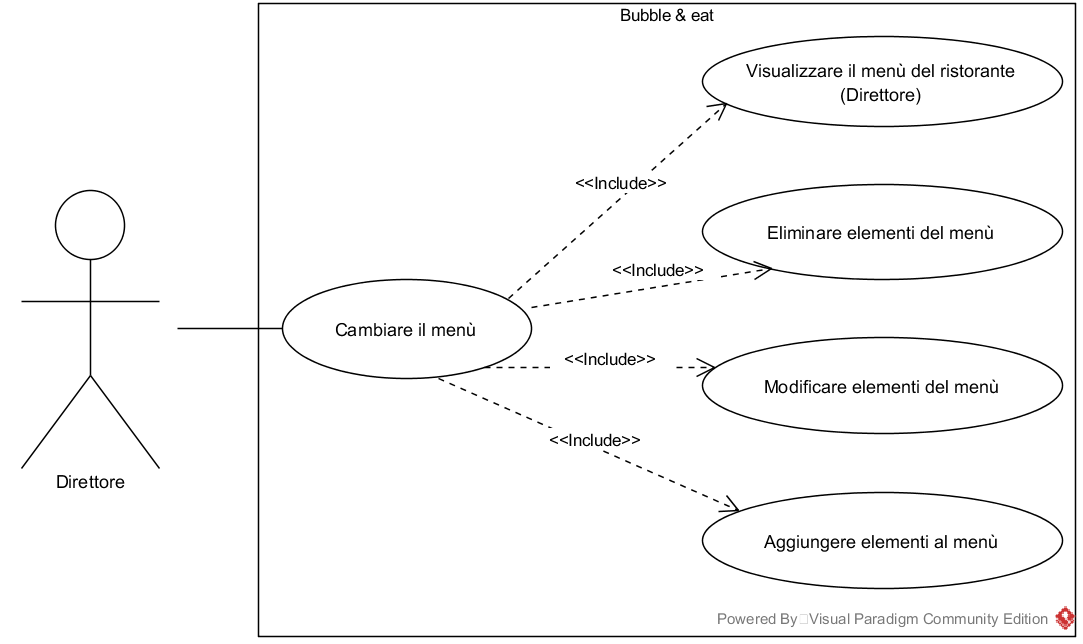 Bubble & eat
Visualizzare il menù del ristorante
(Direttore)
<<Include>>
Eliminare elementi del menù
<<Include>>
Cambiare il menù
<<Include>>
Modificare elementi del menù
<<Include>>
Direttore
Aggiungere elementi al menù
Powered By Visual Paradigm Community Edition